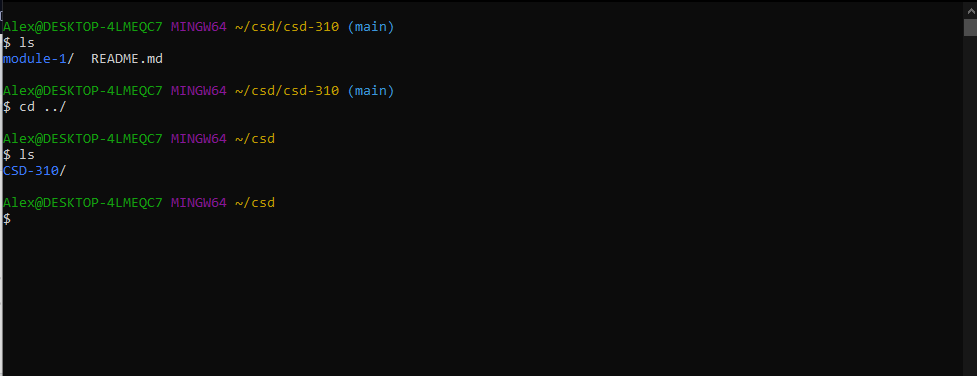 Alex@DESKTOP-4LMEQC7 MINGW64 ~/csd/csd-310 (main)
$ ls
module-1/  README.md
Alex@DESKTOP-4LMEQC7 MINGW64 ~/csd/csd-310 (main)
$ cd ../
Alex@DESKTOP-4LMEQC7 MINGW64 ~/csd
$ ls
CSD-310/
Alex@DESKTOP-4LMEQC7 MINGW64 ~/csd
$